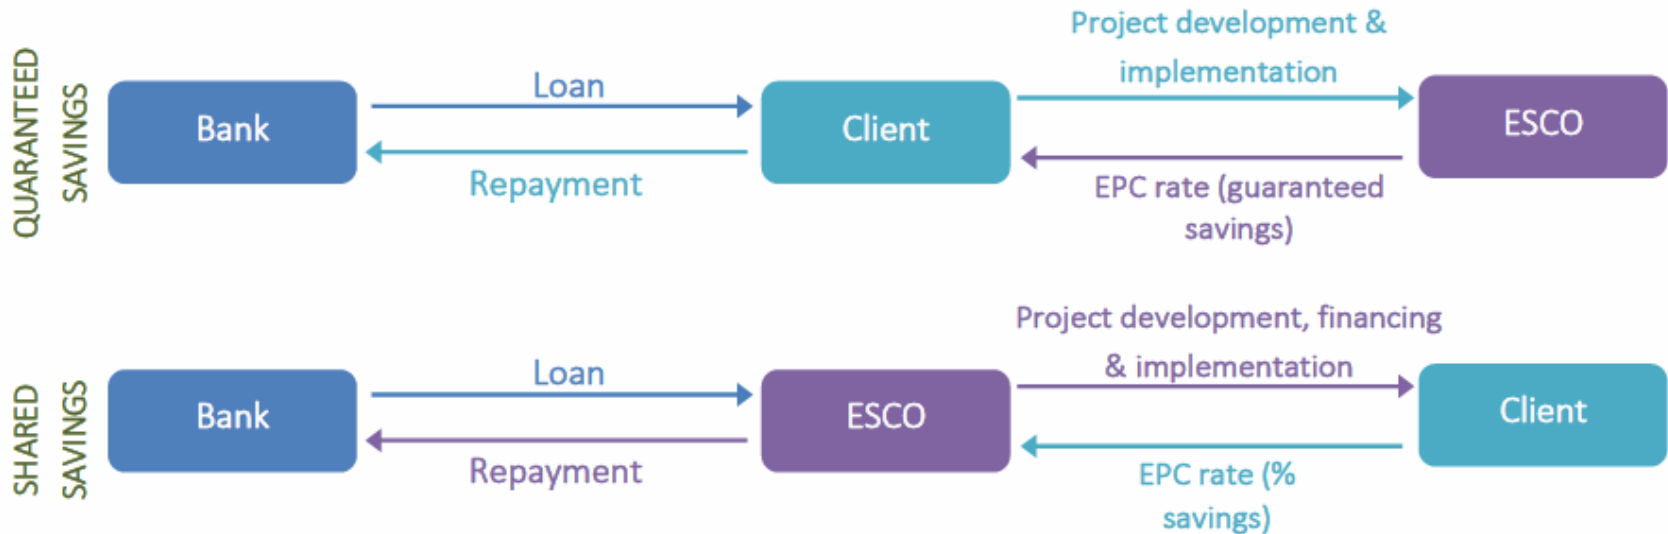 QUARANTEED
SAVINGS
Bank
Loan
Repayment
Client
Project development &
implementation
EPC rate (guaranteed
savings)
ESCO
SHARED
SAVINGS
Bank
Loan
Repayment
ESCO
Project development, financing
& implementation
EPC rate (%
savings)
Client